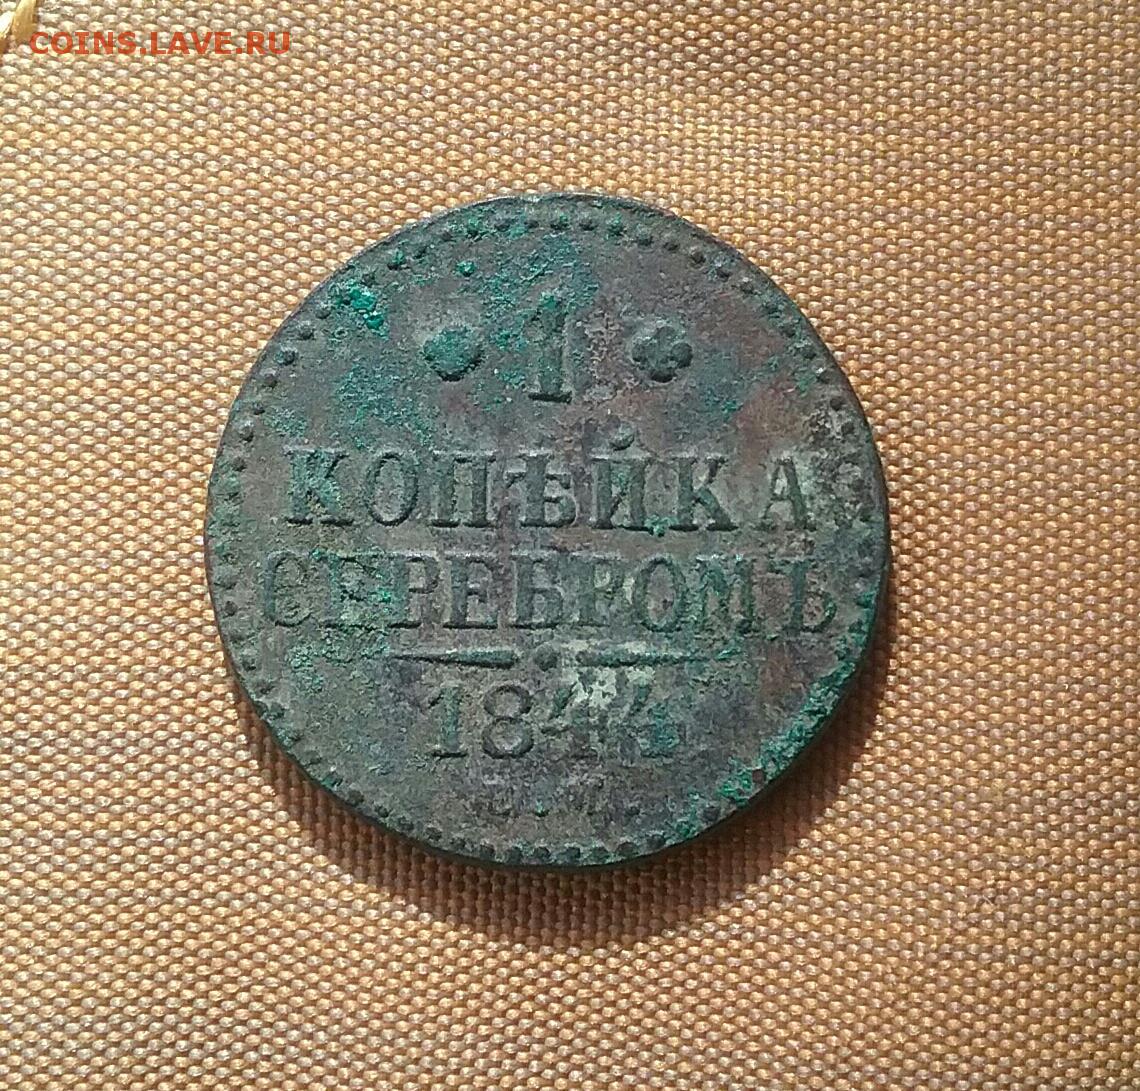 COINS.LAVE.RU
1
КОПѢЙКА
СЕРЕБРОМЪ
1844